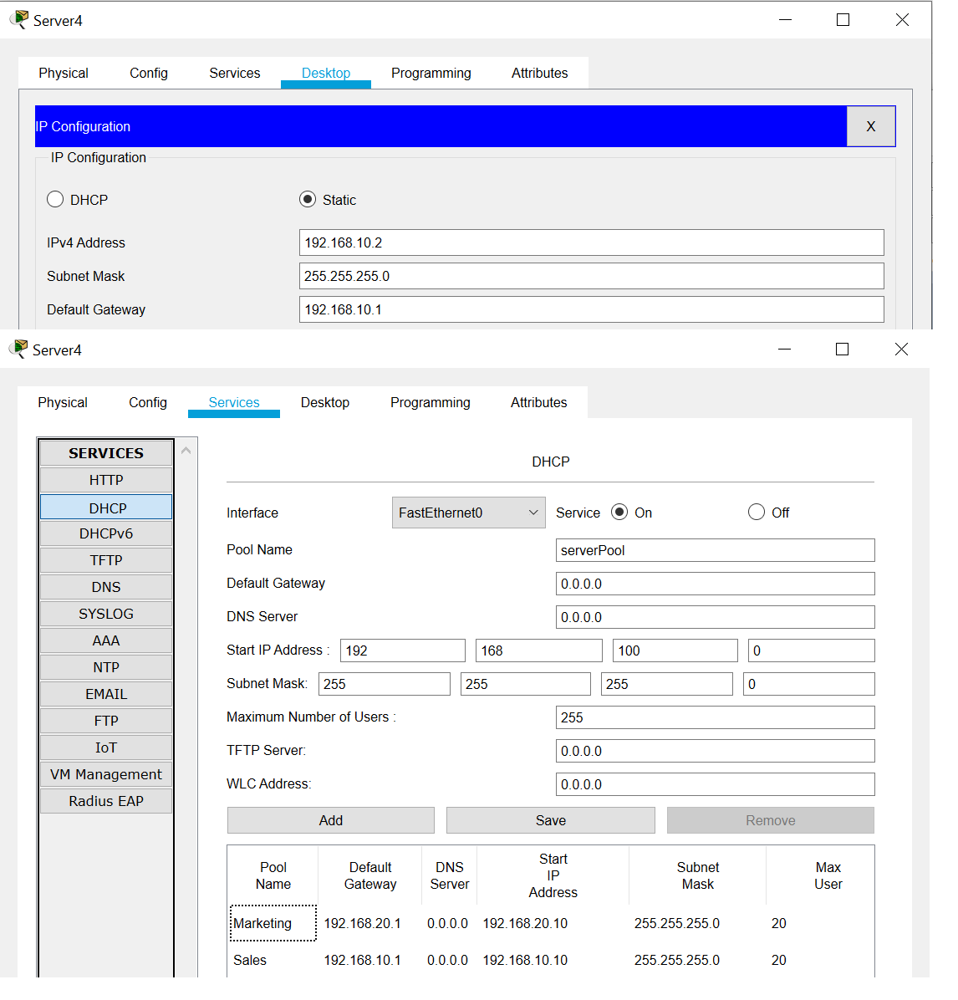 Server4
Physical Config Services Desktop Programming Attributes
IP Configuration X
IP Configuration
DHCP Static
IPv4 Address 192.168.10.2
Subnet Mask 255.255.255.0
Default Gateway 192.168.10.1
Server4
Physical Config Services Desktop Programming Attributes
SERVICES
HTTP
DHCP
DHCPv6
TFTP
DNS
SYSLOG
AAA
NTP
EMAIL
FTP
IoT
VM Management
Radius EAP
DHCP
Interface FastEthernet0 Service On Off
Pool Name serverPool
Default Gateway 0.0.0.0
DNS Server 0.0.0.0
Start IP Address : 192 168 100 0
Subnet Mask: 255 255 255 0
Maximum Number of Users : 255
TFTP Server: 0.0.0.0
WLC Address: 0.0.0.0
Add Save Remove
Pool Name Default Gateway DNS Server Start IP Address Subnet Mask Max User
Marketing 192.168.20.1 0.0.0.0 192.168.20.10 255.255.255.0 20
Sales 192.168.10.1 0.0.0.0 192.168.10.10 255.255.255.0 20